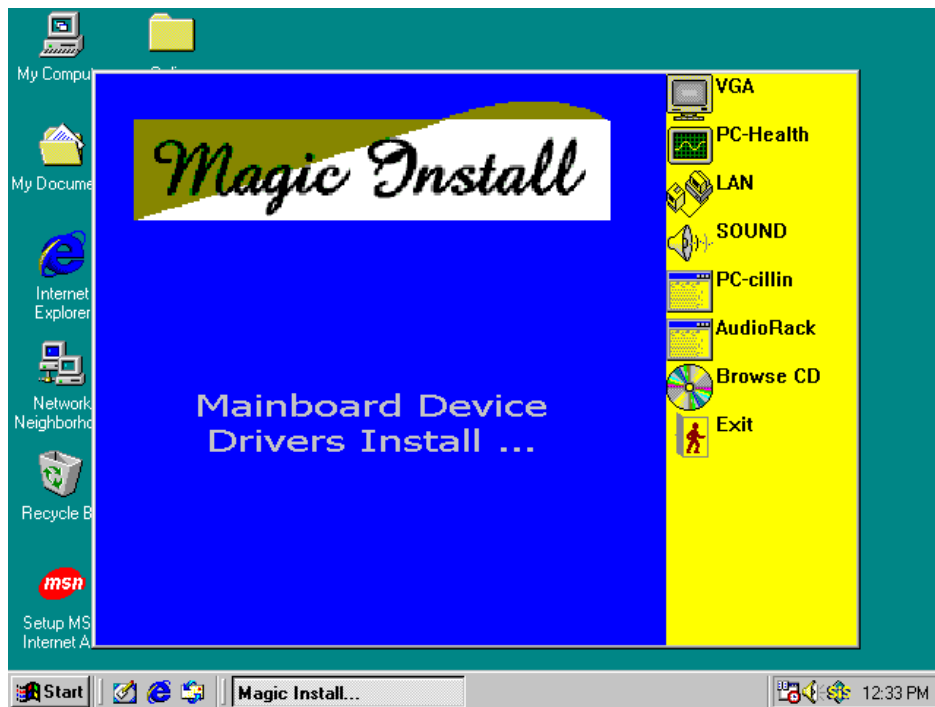 My Compu
My Docume
Internet
Explorer
Network
Neighborho
Recycle B
msn
Setup MS
Internet A
Magic Install
Mainboard Device
Drivers Install ...
VGA
PC-Health
LAN
SOUND
PC-cillin
AudioRack
Browse CD
Exit
Start
Magic Install...
SiS
12:33 PM